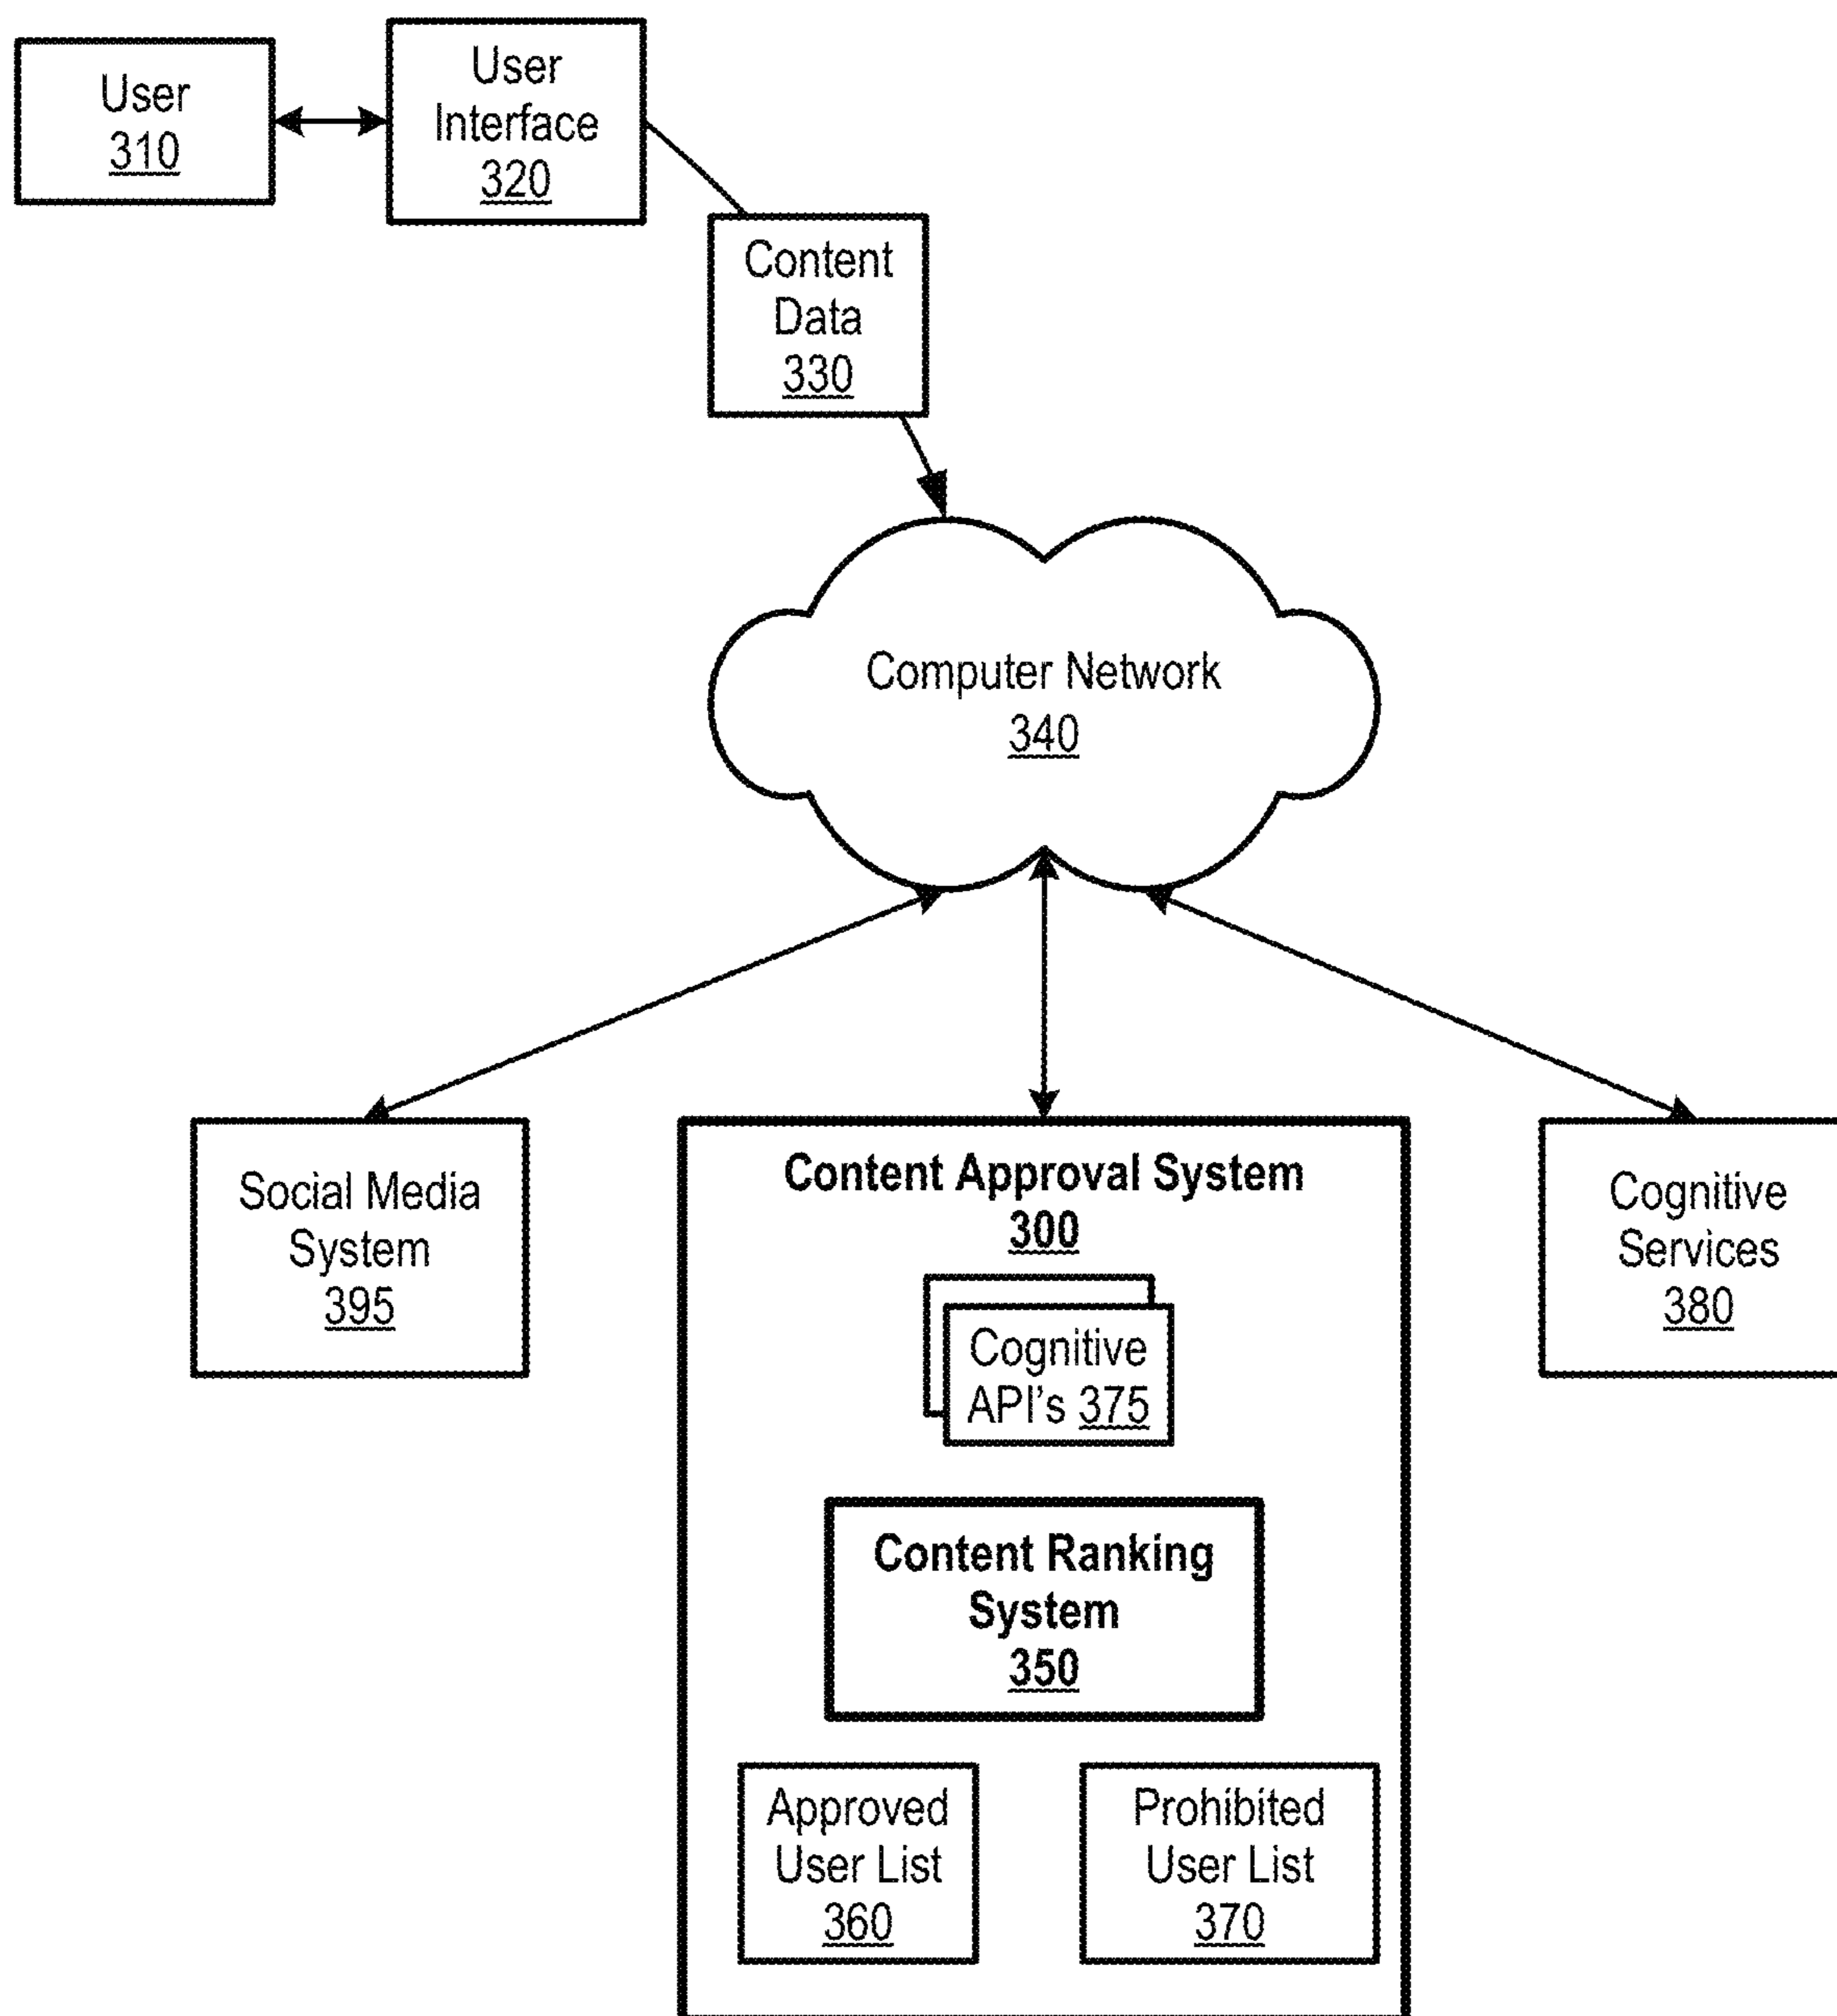 User
310
User
Interface
320
Content
Data
330
Computer Network
340
Social Media
System
395
Content Approval System
300
Cognitive
API's 375
Content Ranking
System
350
Approved
User List
360
Prohibited
User List
370
Cognitive
Services
380